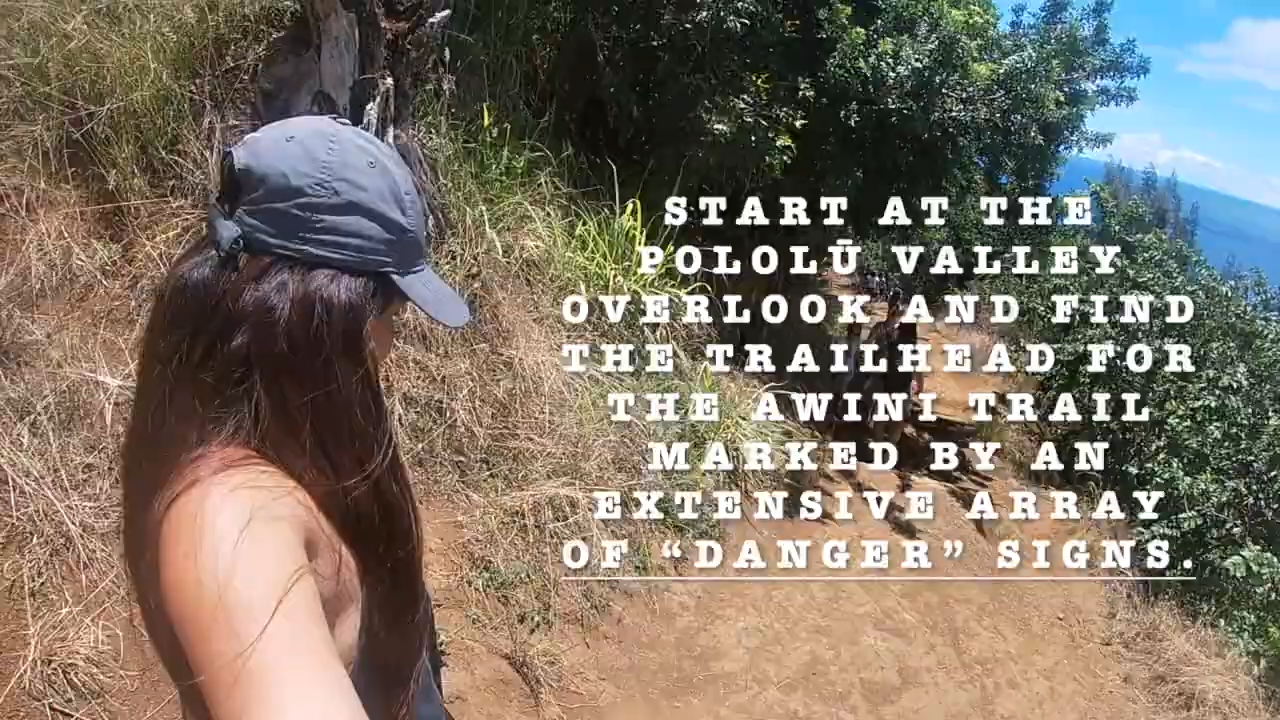 START AT THE
POLOLŪ VALLEY
OVERLOOK AND FIND
THE TRAILHEAD FOR
THE AWINI TRAIL
MARKED BY AN
EXTENSIVE ARRAY
OF “DANGER” SIGNS.